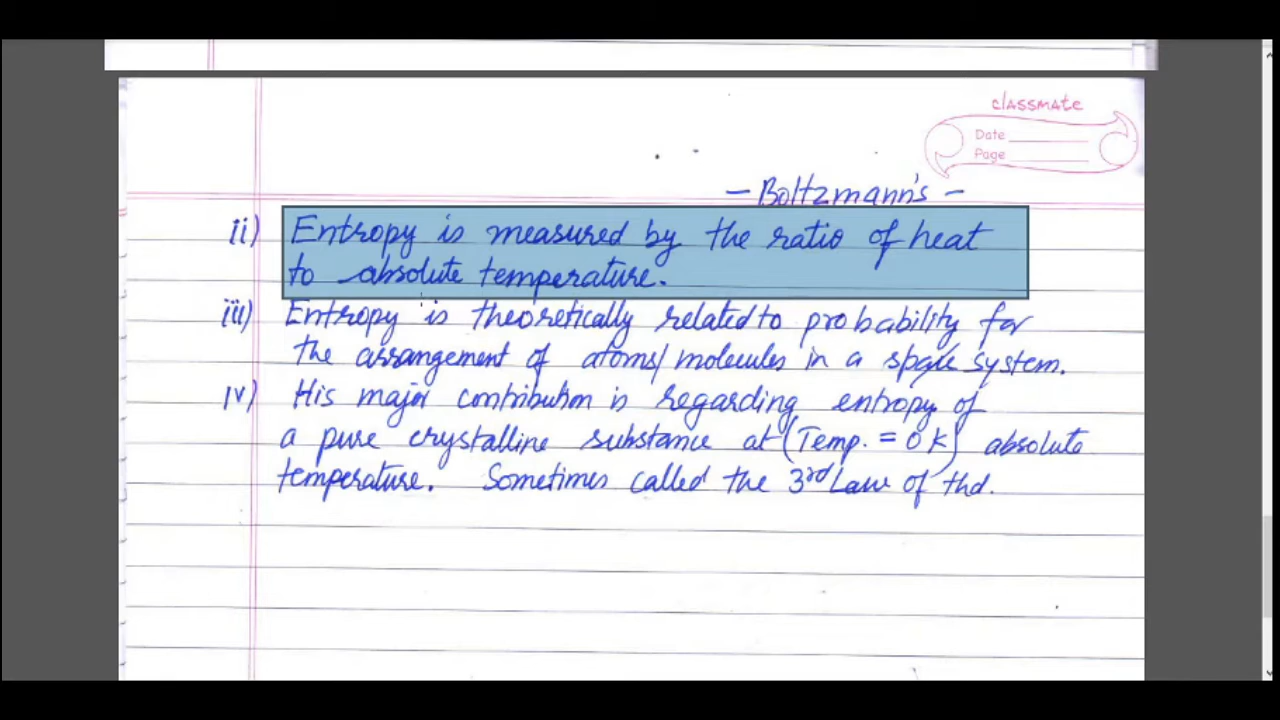 classmate
Date
Page
— Boltzmann's —
ii) Entropy is measured by the ratio of heat
to absolute temperature.
iii) Entropy is theoretically related to probability for
the arrangement of atoms/molecules in a space system.
iv) His major contribution is regarding entropy of
a pure crystalline substance at (Temp. = 0 K) absolute
temperature. Sometimes called the 3rd Law of thd.